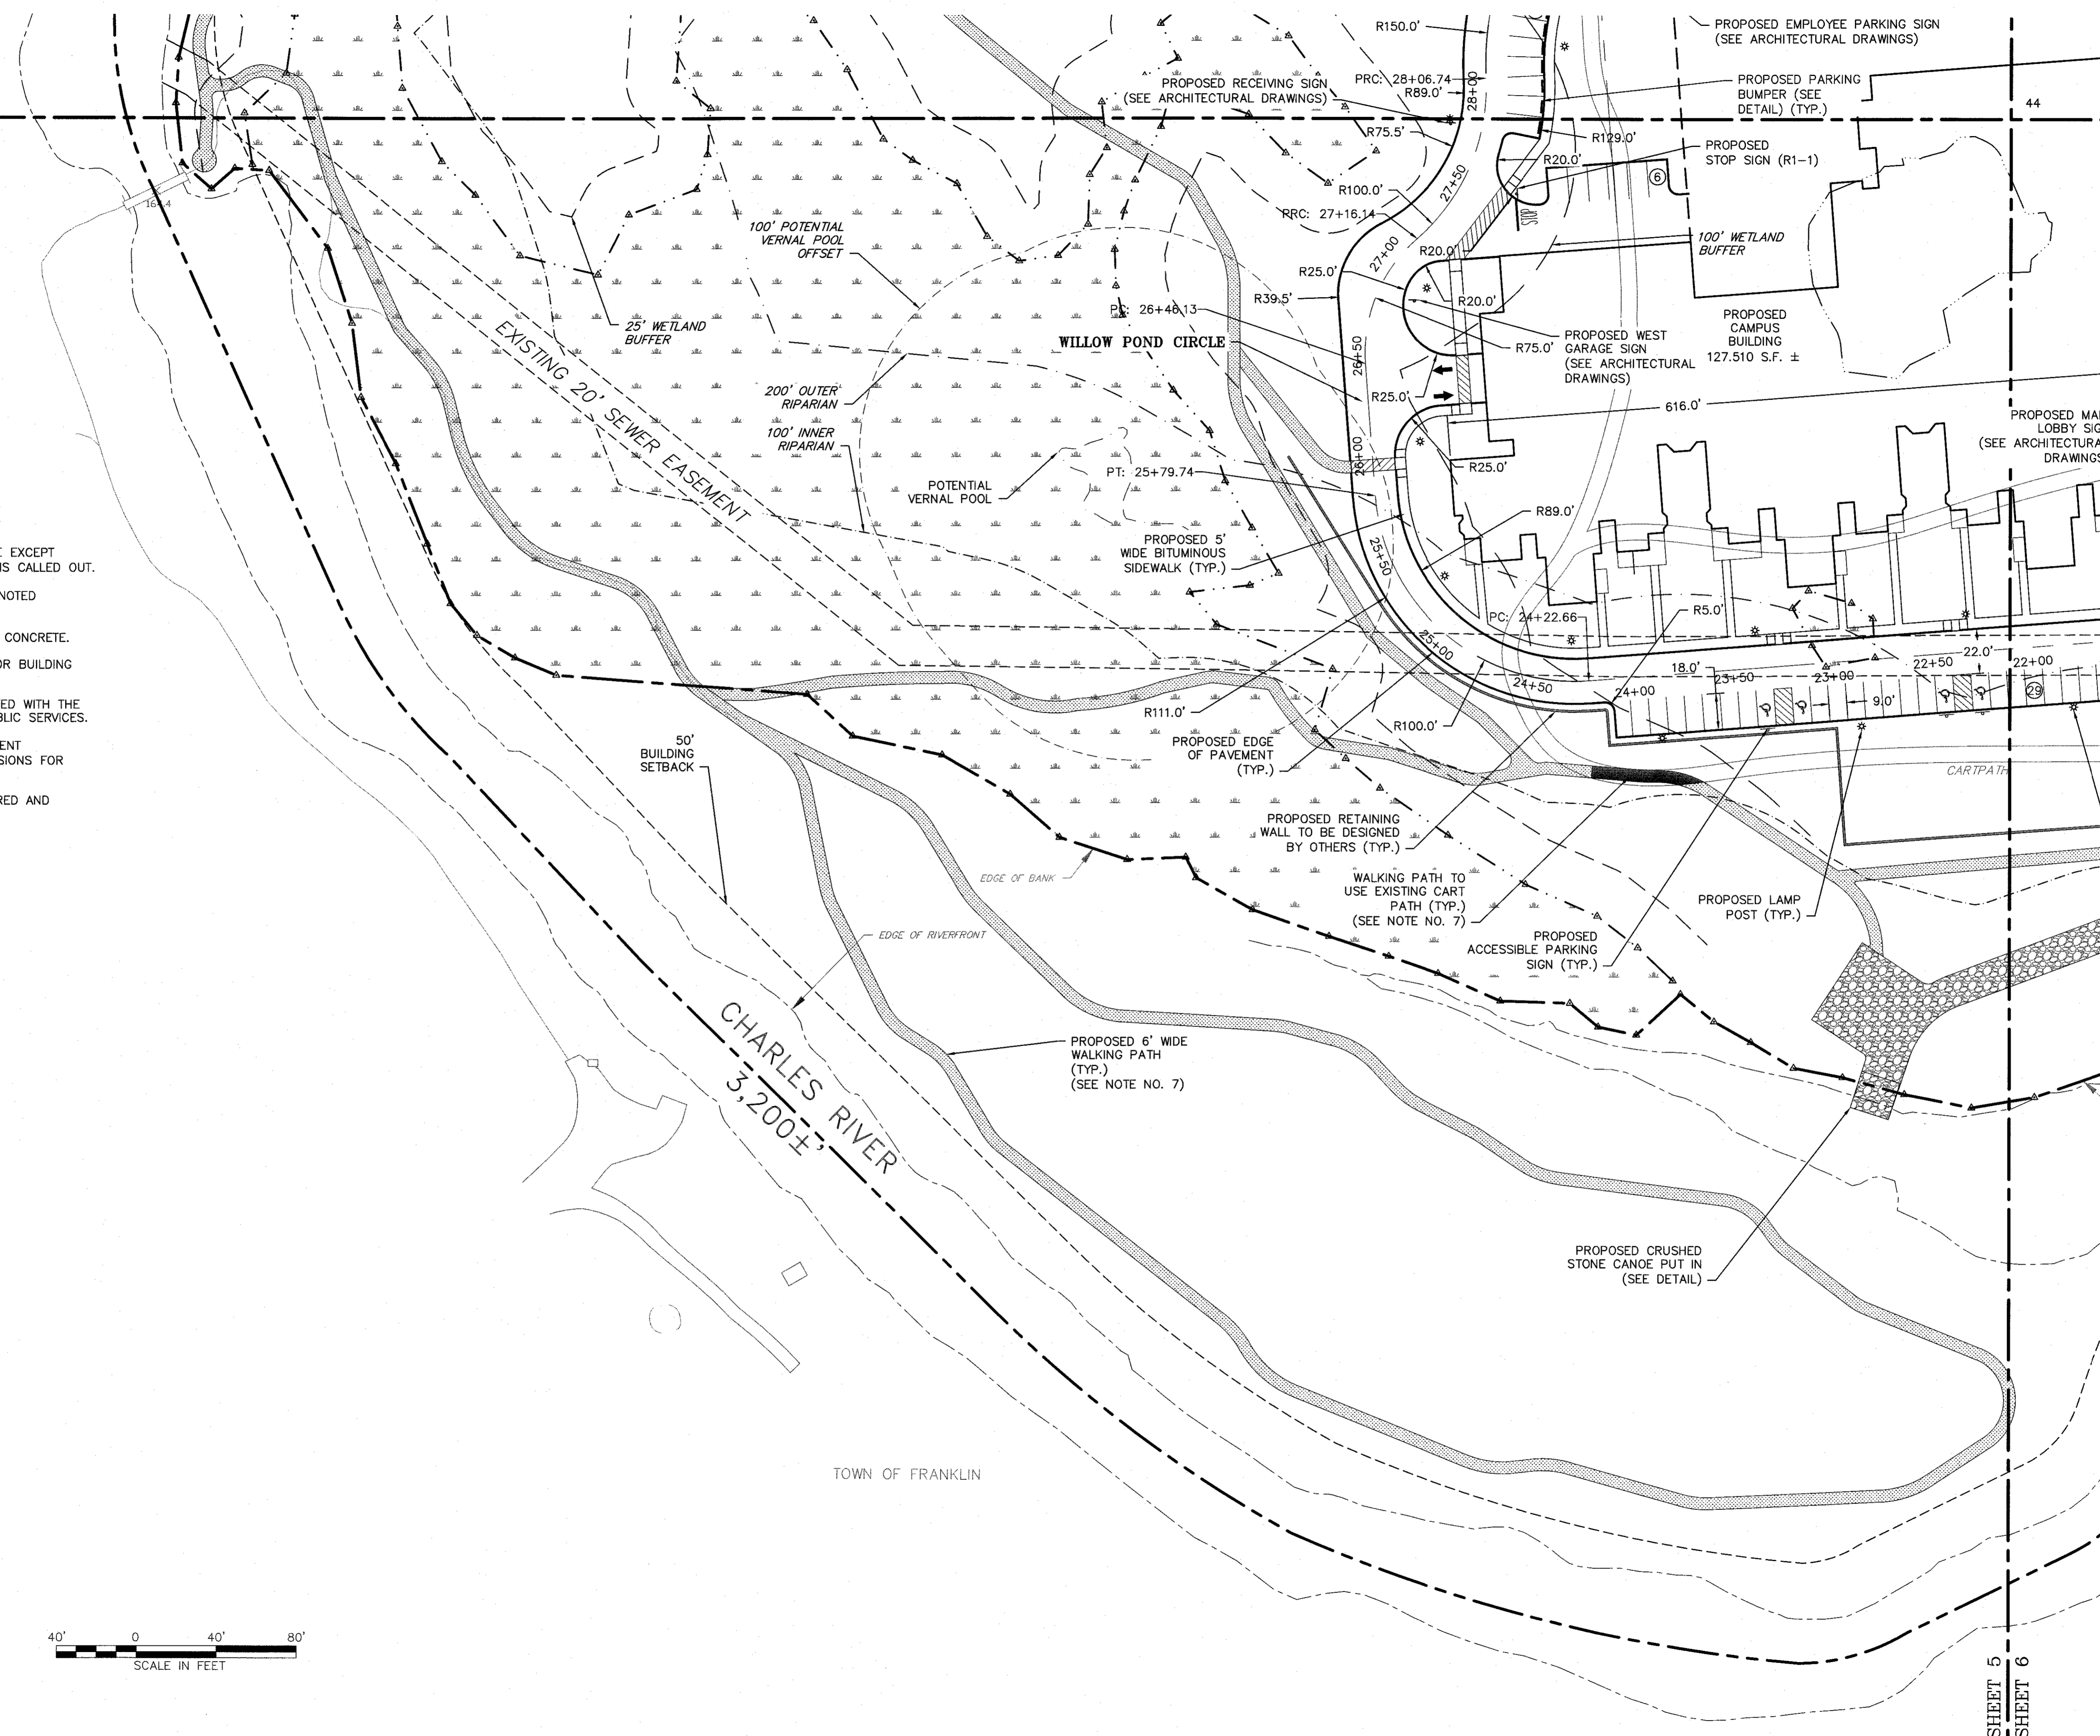 PROPOSED EMPLOYEE PARKING SIGN
(SEE ARCHITECTURAL DRAWINGS)
R150.0'
PRC: 28+06.74
R89.0'
28+00
PROPOSED RECEIVING SIGN
(SEE ARCHITECTURAL DRAWINGS)
PROPOSED PARKING
BUMPER (SEE
DETAIL) (TYP.)
44
R75.5'
R129.0'
R20.0'
PROPOSED
STOP SIGN (R1-1)
6
STOP
R100.0'
27+50
PRC: 27+16.14
27+00
R20.0'
100' WETLAND
BUFFER
164.4
100' POTENTIAL
VERNAL POOL
OFFSET
R25.0'
R39.5'
R20.0'
PC: 26+46.13
25' WETLAND
BUFFER
EXISTING 20' SEWER EASEMENT
WILLOW POND CIRCLE
26+50
R75.0'
PROPOSED WEST
GARAGE SIGN
(SEE ARCHITECTURAL
DRAWINGS)
PROPOSED
CAMPUS
BUILDING
127.510 S.F. ±
200' OUTER
RIPARIAN
R25.0'
616.0'
100' INNER
RIPARIAN
PROPOSED MA
LOBBY SIG
(SEE ARCHITECTURA
DRAWINGS
26+00
PT: 25+79.74
R25.0'
POTENTIAL
VERNAL POOL
R89.0'
PROPOSED 5'
WIDE BITUMINOUS
SIDEWALK (TYP.)
25+50
E EXCEPT
NS CALLED OUT.
NOTED
CONCRETE.
OR BUILDING
ED WITH THE
BLIC SERVICES.
ENT
SIONS FOR
RED AND
PC: 24+22.66
R5.0'
25+00
24+50
24+00
18.0'
23+50
23+00
22+50
22.0'
22+00
29
9.0'
R111.0'
R100.0'
50'
BUILDING
SETBACK
PROPOSED EDGE
OF PAVEMENT
(TYP.)
CARTPATH
PROPOSED RETAINING
WALL TO BE DESIGNED
BY OTHERS (TYP.)
EDGE OF BANK
WALKING PATH TO
USE EXISTING CART
PATH (TYP.)
(SEE NOTE NO. 7)
PROPOSED LAMP
POST (TYP.)
EDGE OF RIVERFRONT
PROPOSED
ACCESSIBLE PARKING
SIGN (TYP.)
CHARLES RIVER
3,200±'
PROPOSED 6' WIDE
WALKING PATH
(TYP.)
(SEE NOTE NO. 7)
PROPOSED CRUSHED
STONE CANOE PUT IN
(SEE DETAIL)
TOWN OF FRANKLIN
40' 0 40' 80'
SCALE IN FEET
SHEET 5
SHEET 6